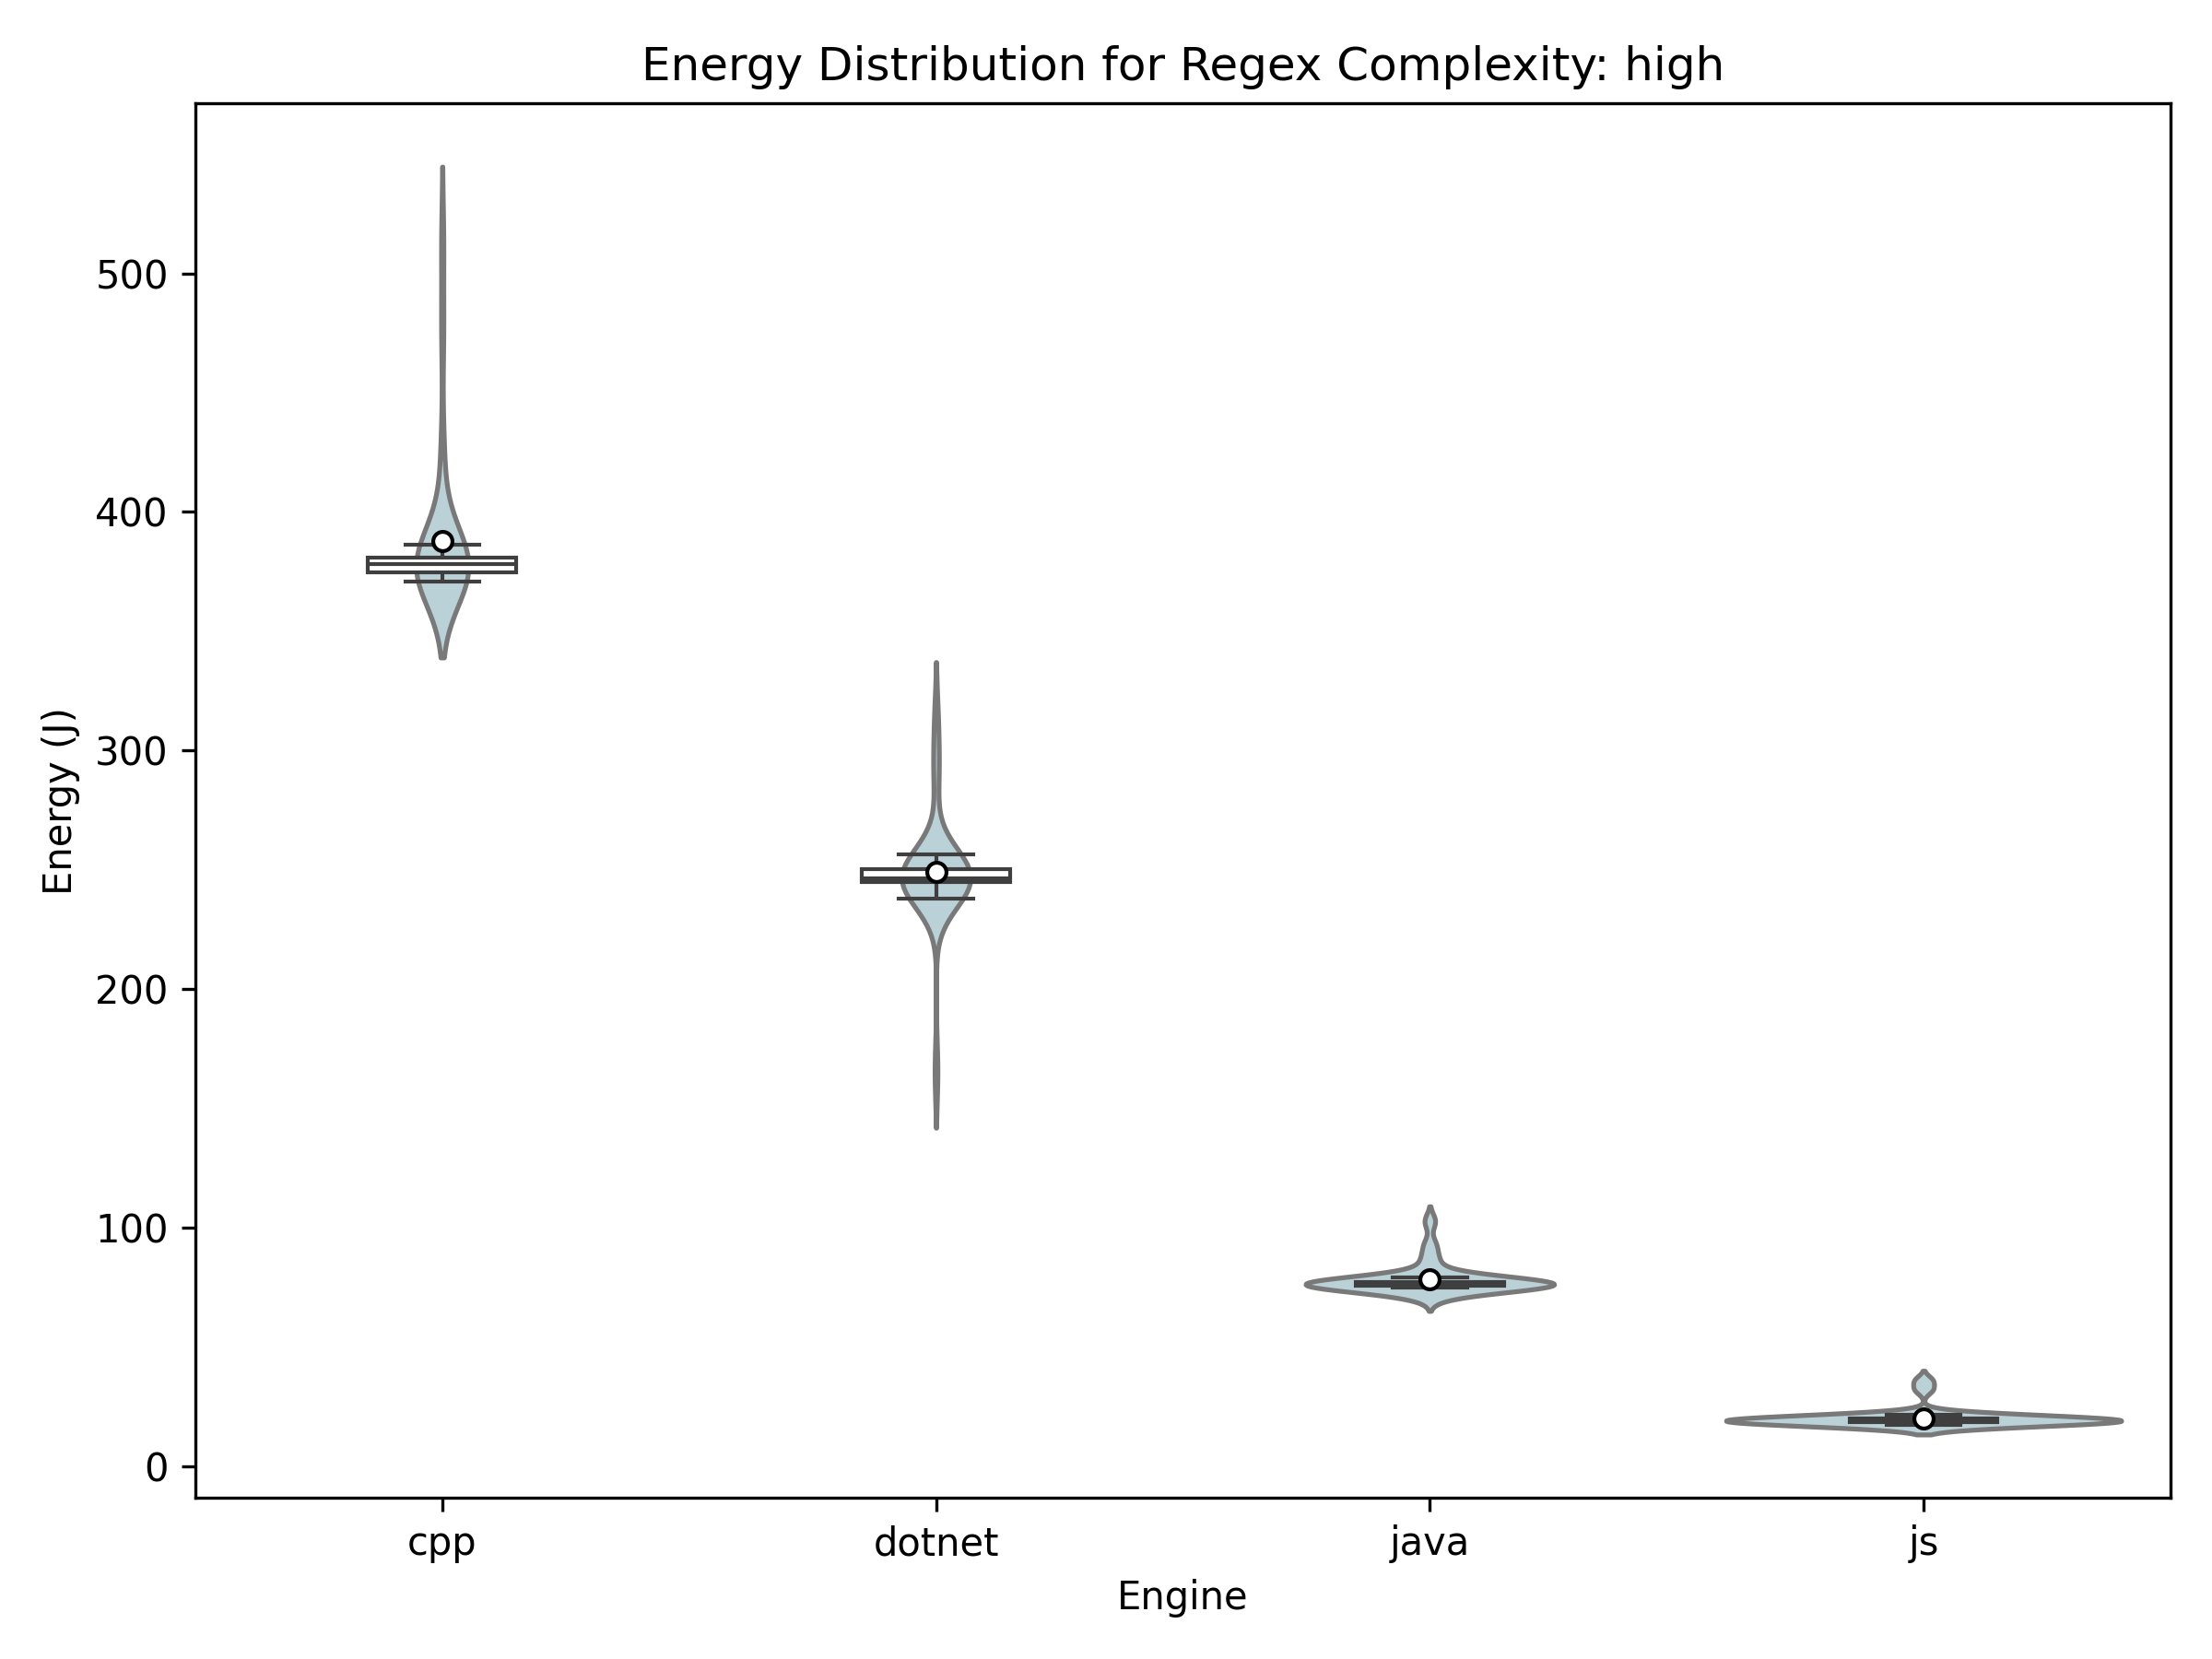 Energy Distribution for Regex Complexity: high
Energy (J)
500
400
300
200
100
0
cpp
dotnet
java
js
Engine